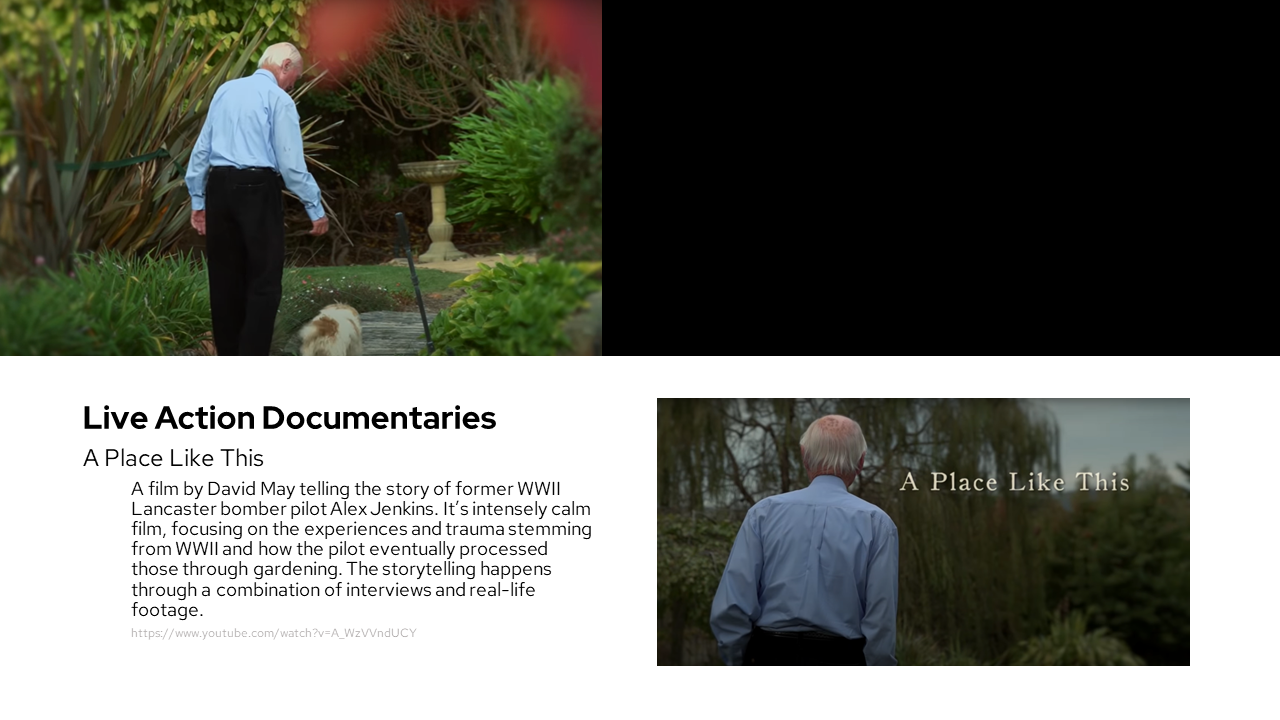 Live Action Documentaries
A Place Like This
A film by David May telling the story of former WWII
Lancaster bomber pilot Alex Jenkins. It’s intensely calm
film, focusing on the experiences and trauma stemming
from WWII and how the pilot eventually processed
those through gardening. The storytelling happens
through a combination of interviews and real-life
footage.
https://www.youtube.com/watch?v=A_WzVVndUCY
A Place Like This